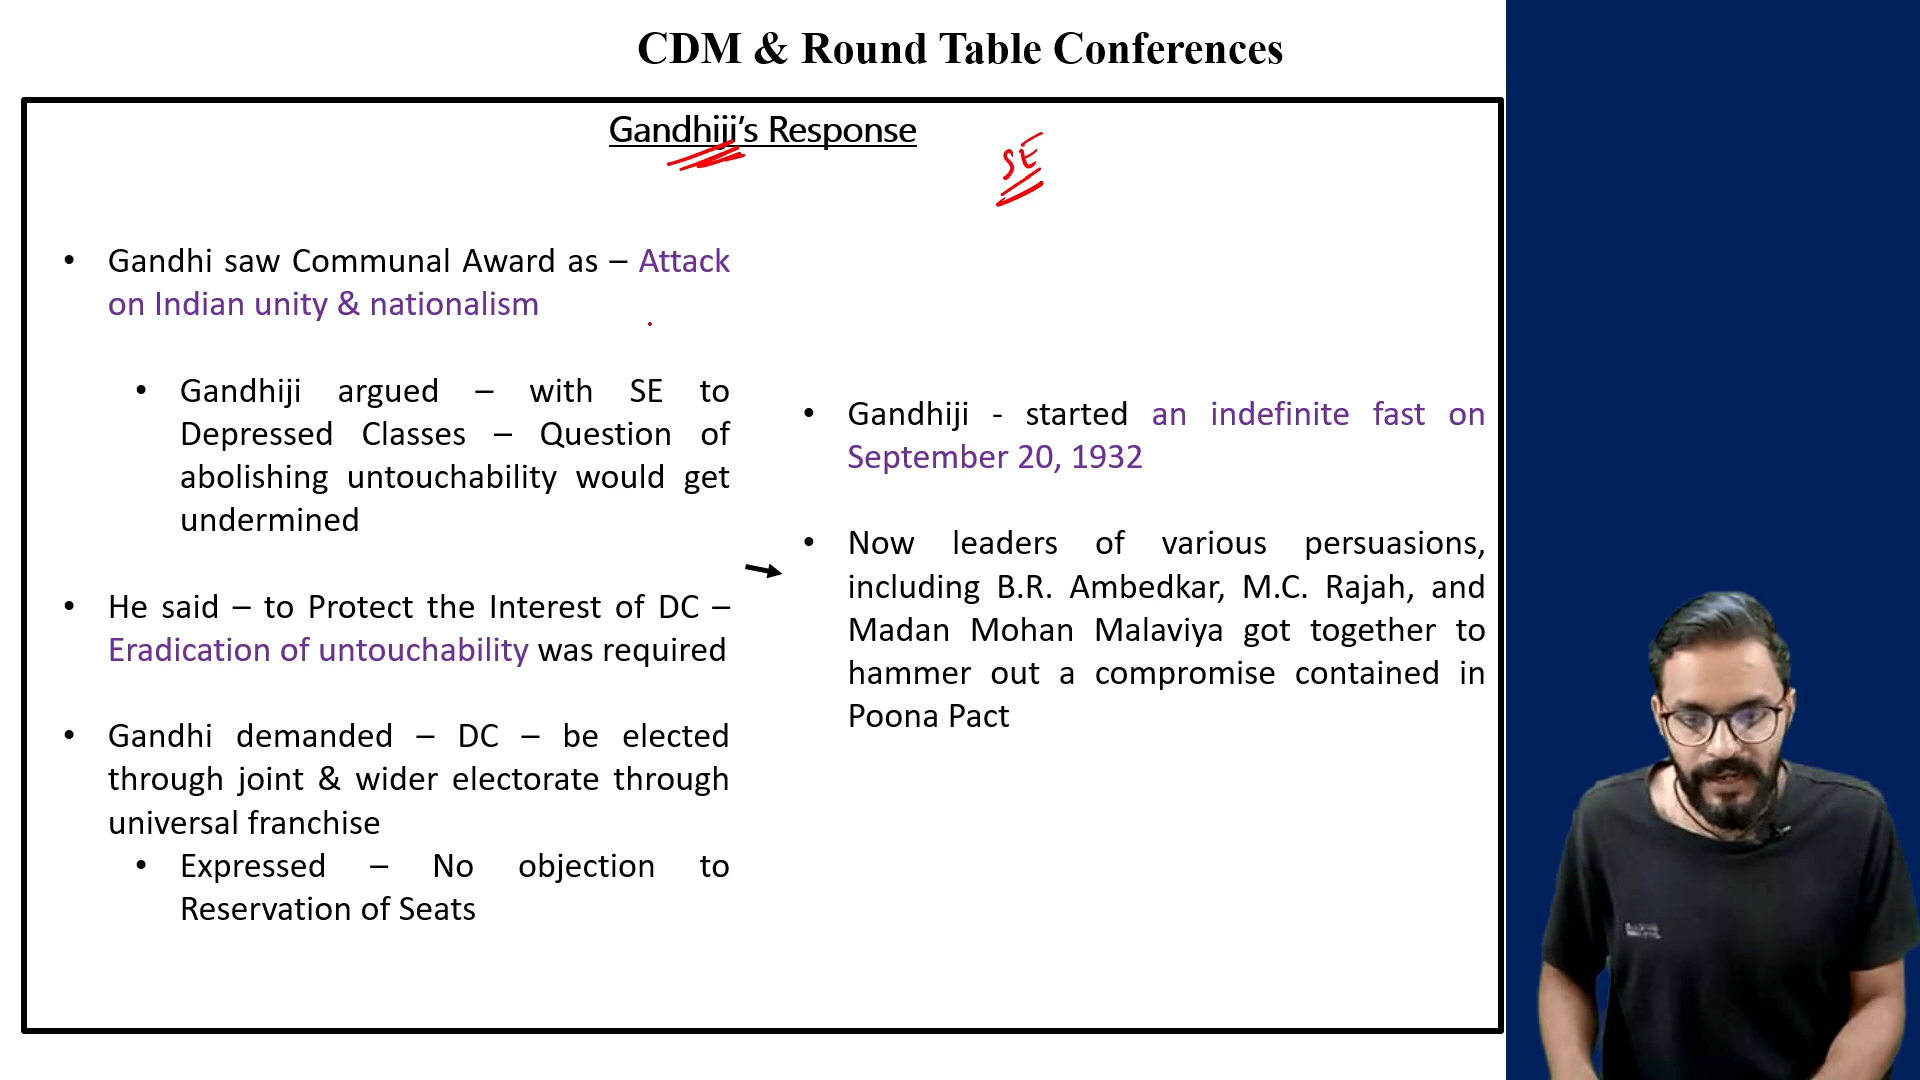 CDM & Round Table Conferences
Gandhiji's Response
SE
• Gandhi saw Communal Award as – Attack
on Indian unity & nationalism
• Gandhiji argued – with SE to
Depressed Classes – Question of
abolishing untouchability would get
undermined
• He said – to Protect the Interest of DC –
Eradication of untouchability was required
• Gandhi demanded – DC – be elected
through joint & wider electorate through
universal franchise
• Expressed – No objection to
Reservation of Seats
• Gandhiji - started an indefinite fast on
September 20, 1932
• Now leaders of various persuasions,
including B.R. Ambedkar, M.C. Rajah, and
Madan Mohan Malaviya got together to
hammer out a compromise contained in
Poona Pact